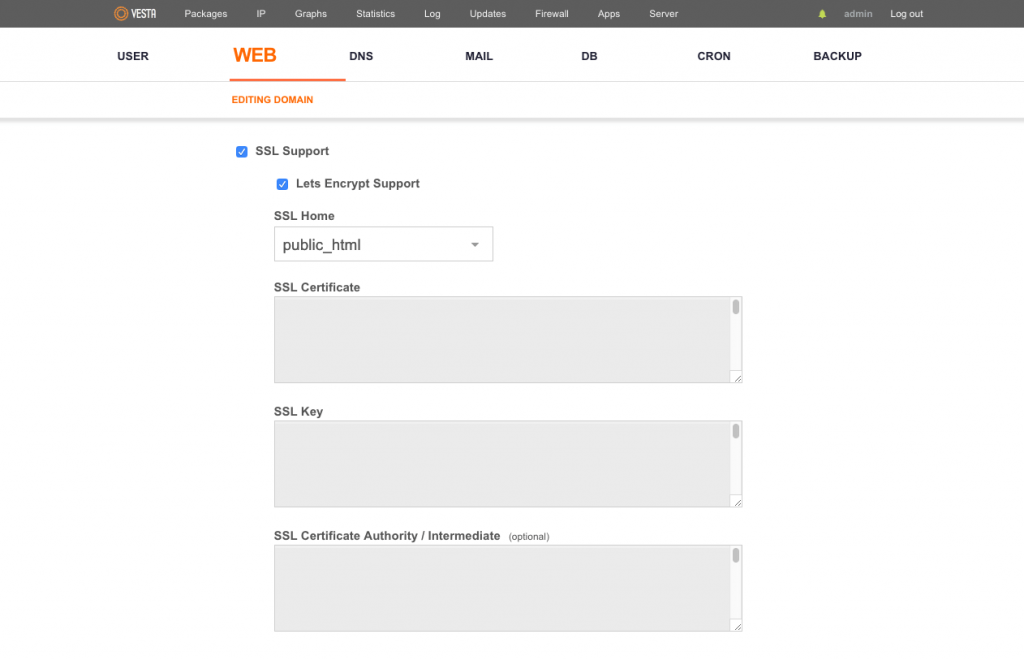 VESTA Packages IP Graphs Statistics Log Updates Firewall Apps Server admin Log out
USER WEB DNS MAIL DB CRON BACKUP
EDITING DOMAIN
SSL Support
Lets Encrypt Support
SSL Home
public_html
SSL Certificate
SSL Key
SSL Certificate Authority / Intermediate (optional)